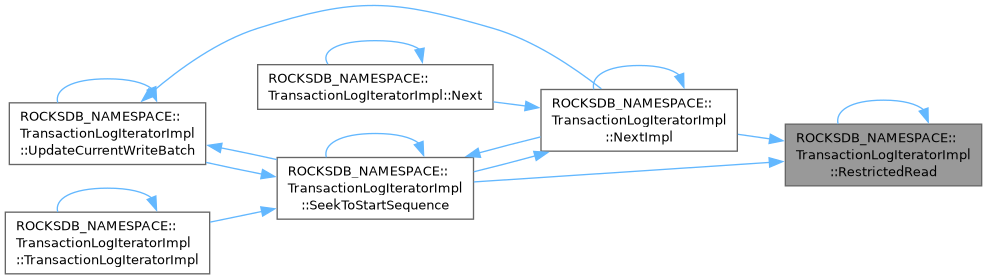 ROCKSDB_NAMESPACE::
TransactionLogIteratorImpl
::UpdateCurrentWriteBatch
ROCKSDB_NAMESPACE::
TransactionLogIteratorImpl
::TransactionLogIteratorImpl
ROCKSDB_NAMESPACE::
TransactionLogIteratorImpl::Next
ROCKSDB_NAMESPACE::
TransactionLogIteratorImpl
::SeekToStartSequence
ROCKSDB_NAMESPACE::
TransactionLogIteratorImpl
::NextImpl
ROCKSDB_NAMESPACE::
TransactionLogIteratorImpl
::RestrictedRead